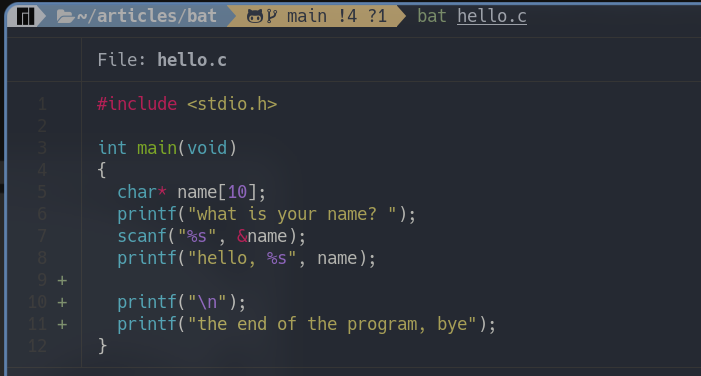 ~/articles/bat main !4 ?1 bat hello.c
File: hello.c
1 #include <stdio.h>
2
3 int main(void)
4 {
5 char* name[10];
6 printf("what is your name? ");
7 scanf("%s", &name);
8 printf("hello, %s", name);
9 +
10 + printf("\n");
11 + printf("the end of the program, bye");
12 }